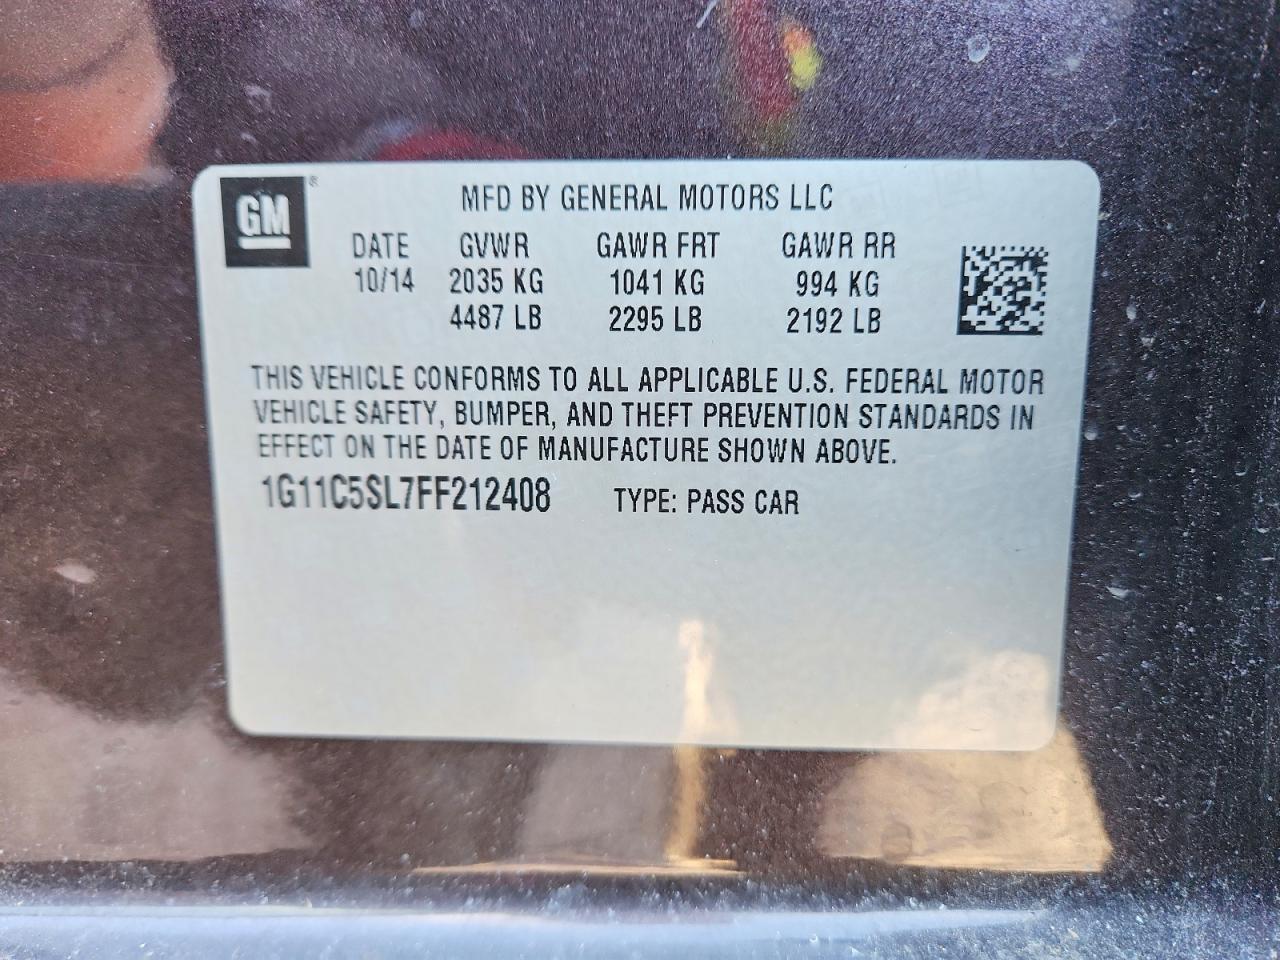 GM ®
MFD BY GENERAL MOTORS LLC
DATE GVWR GAWR FRT GAWR RR
10/14 2035 KG 1041 KG 994 KG
4487 LB 2295 LB 2192 LB
THIS VEHICLE CONFORMS TO ALL APPLICABLE U.S. FEDERAL MOTOR
VEHICLE SAFETY, BUMPER, AND THEFT PREVENTION STANDARDS IN
EFFECT ON THE DATE OF MANUFACTURE SHOWN ABOVE.
1G11C5SL7FF212408 TYPE: PASS CAR